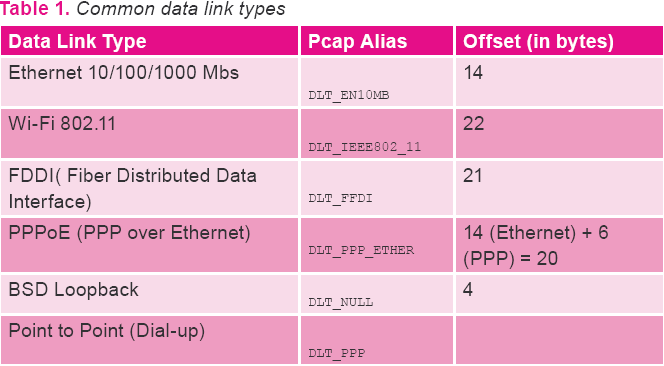 Table 1. Common data link types
Data Link Type Pcap Alias Offset (in bytes)
Ethernet 10/100/1000 Mbs 14
DLT_EN10MB
Wi-Fi 802.11 22
DLT_IEEE802_11
FDDI( Fiber Distributed Data 21
Interface) DLT_FFDI
PPPoE (PPP over Ethernet) 14 (Ethernet) + 6
DLT_PPP_ETHER (PPP) = 20
BSD Loopback 4
DLT_NULL
Point to Point (Dial-up)
DLT_PPP